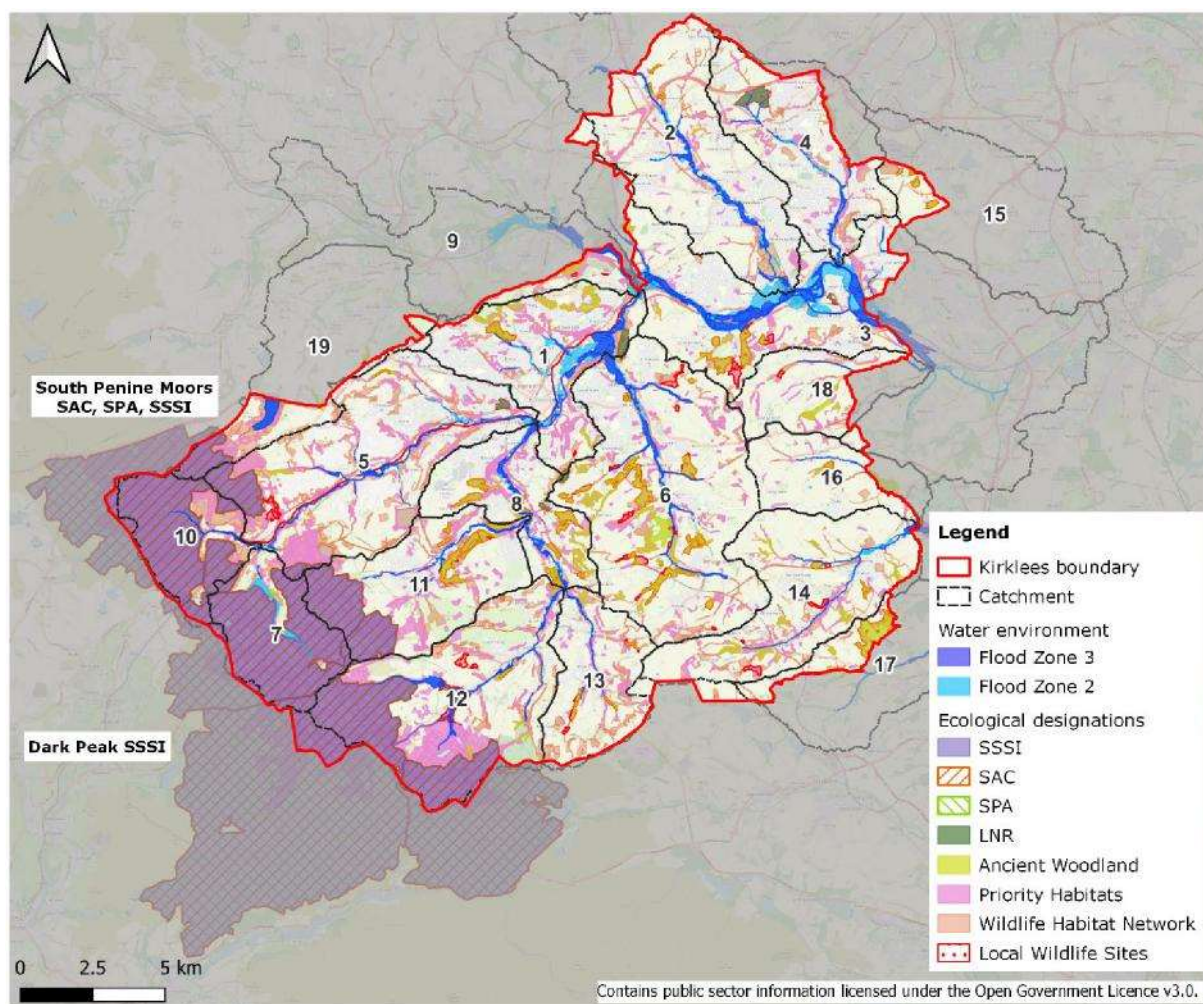 2
4
15
9
19
1
3
18
South Penine Moors
SAC, SPA, SSSI
5
16
8
6
10
11
14
7
17
12
13
Dark Peak SSSI
Legend
Kirklees boundary
Catchment
Water environment
Flood Zone 3
Flood Zone 2
Ecological designations
SSSI
SAC
SPA
LNR
Ancient Woodland
Priority Habitats
Wildlife Habitat Network
Local Wildlife Sites
0 2.5 5 km
Contains public sector information licensed under the Open Government Licence v3.0,